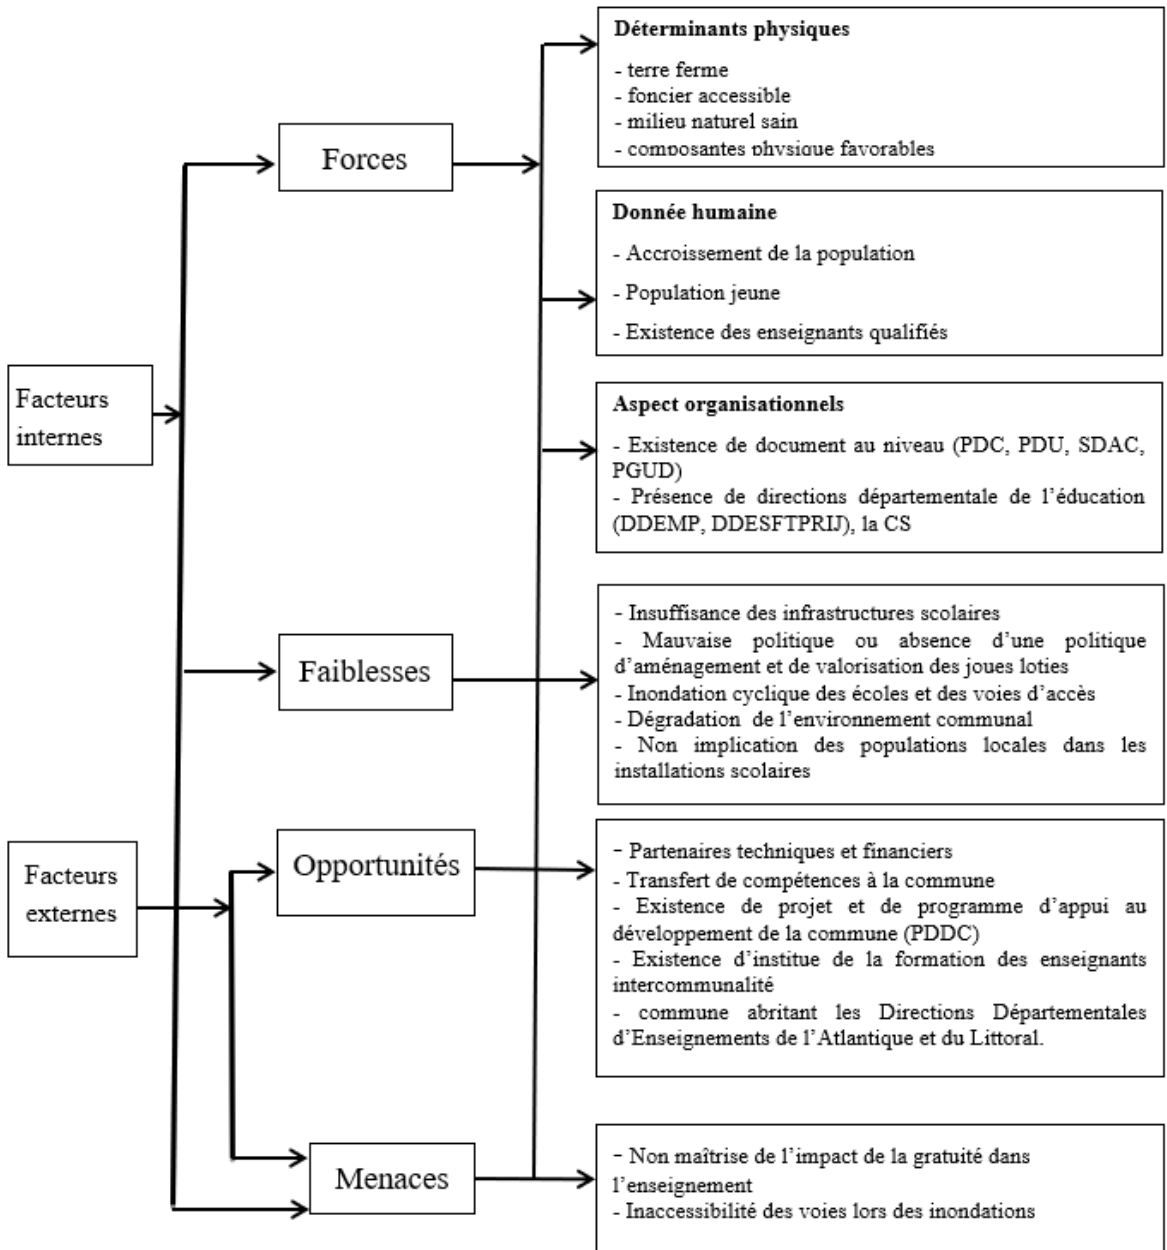 Déterminants physiques
- terre ferme
- foncier accessible
- milieu naturel sain
- composantes physique favorables
Forces
Donnée humaine
- Accroissement de la population
- Population jeune
- Existence des enseignants qualifiés
Facteurs
internes
Aspect organisationnels
- Existence de document au niveau (PDC, PDU, SDAC,
PGUD)
- Présence de directions départementale de l’éducation
(DDEMP, DDESFTPRIJ), la CS
Faiblesses
- Insuffisance des infrastructures scolaires
- Mauvaise politique ou absence d’une politique
d’aménagement et de valorisation des joues loties
- Inondation cyclique des écoles et des voies d’accès
- Dégradation de l’environnement communal
- Non implication des populations locales dans les
installations scolaires
Facteurs
externes
Opportunités
- Partenaires techniques et financiers
- Transfert de compétences à la commune
- Existence de projet et de programme d’appui au
développement de la commune (PDDC)
- Existence d’institue de la formation des enseignants
intercommunalité
- commune abritant les Directions Départementales
d’Enseignements de l’Atlantique et du Littoral.
Menaces
- Non maîtrise de l’impact de la gratuité dans
l’enseignement
- Inaccessibilité des voies lors des inondations